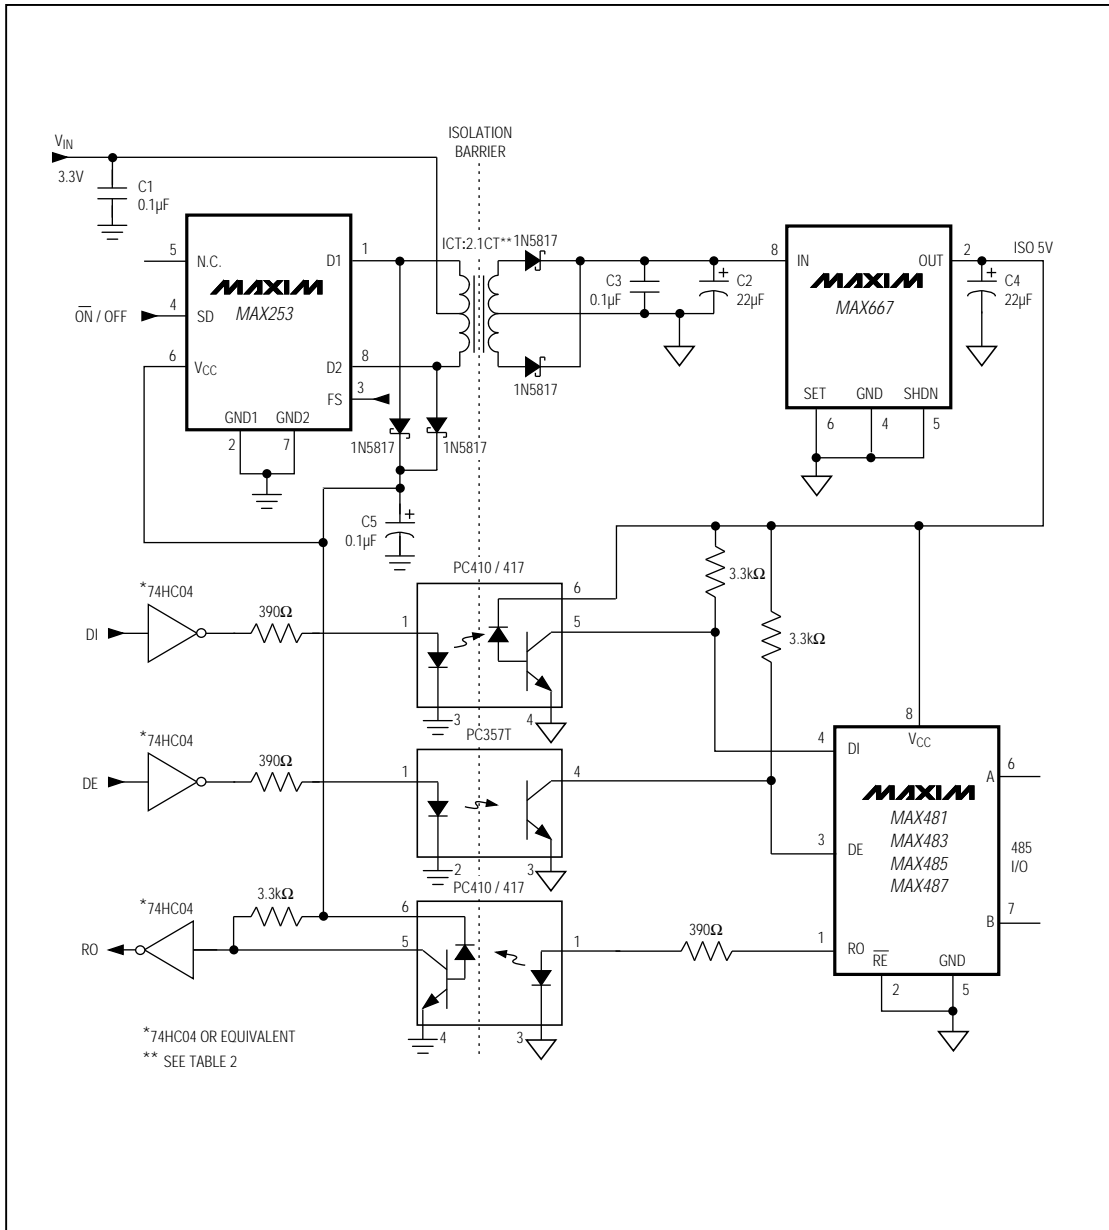 ISOLATION
BARRIER
VIN
3.3V
C1
0.1µF
ICT:2.1CT** 1N5817
5
N.C.
D1
1
MAXIM
MAX253
ON / OFF
4
SD
6
VCC
D2
8
FS
3
GND1
GND2
2
7
1N5817
1N5817
1N5817
C3
0.1µF
+
C2
22µF
8
IN
OUT
2
ISO 5V
MAXIM
MAX667
+
C4
22µF
SET
GND
SHDN
6
4
5
C5
0.1µF
+
PC410 / 417
6
5
1
3
4
3.3kΩ
3.3kΩ
*74HC04
DI
390Ω
PC357T
1
4
2
3
*74HC04
DE
390Ω
PC410 / 417
6
5
4
1
3
390Ω
*74HC04
RO
3.3kΩ
8
VCC
4
DI
A
6
MAXIM
MAX481
MAX483
MAX485
MAX487
3
DE
485
I/O
B
7
1
RO
RE
GND
2
5
*74HC04 OR EQUIVALENT
** SEE TABLE 2